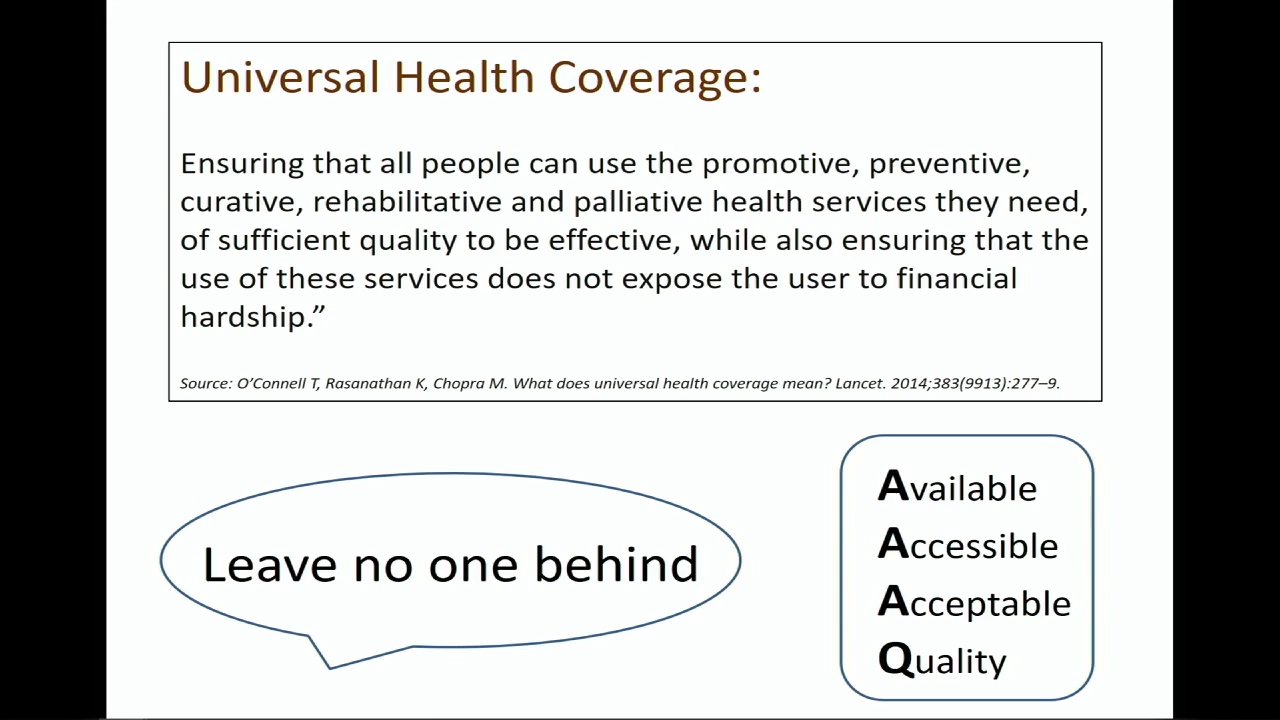 Universal Health Coverage:
Ensuring that all people can use the promotive, preventive,
curative, rehabilitative and palliative health services they need,
of sufficient quality to be effective, while also ensuring that the
use of these services does not expose the user to financial
hardship.”
Source: O’Connell T, Rasanathan K, Chopra M. What does universal health coverage mean? Lancet. 2014;383(9913):277–9.
Leave no one behind
Available
Accessible
Acceptable
Quality